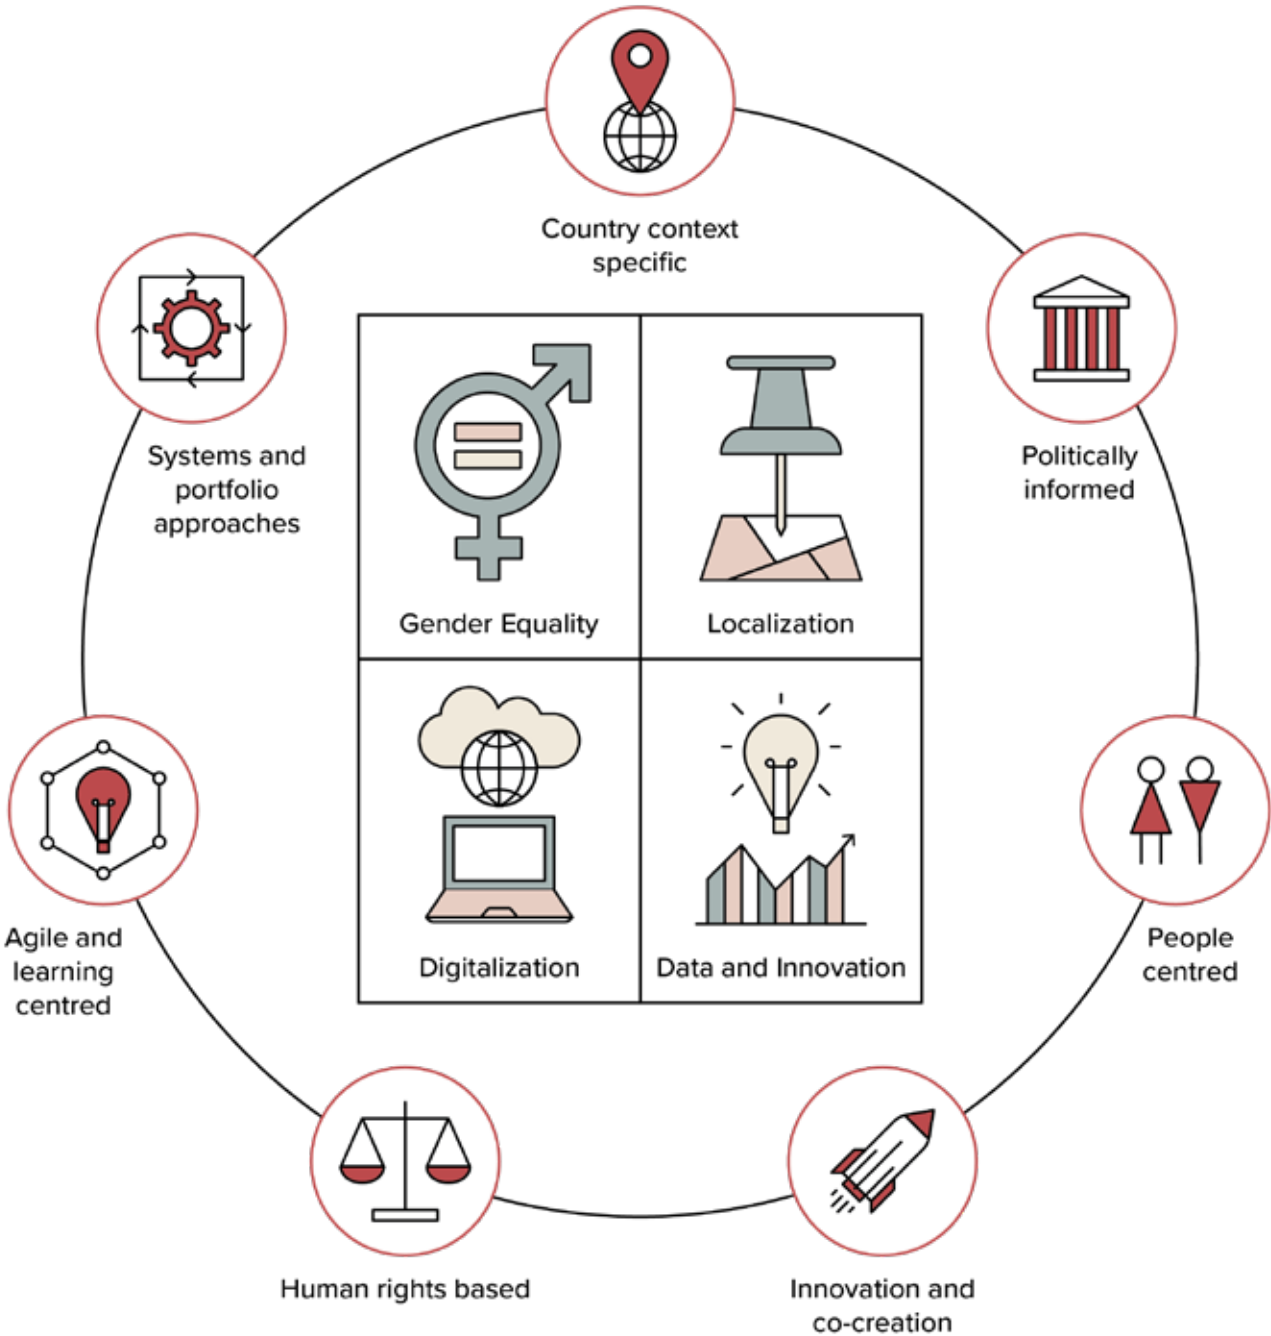 Country context
specific
Systems and
portfolio
approaches
Politically
informed
Gender Equality
Localization
Digitalization
Data and Innovation
Agile and
learning
centred
People
centred
Human rights based
Innovation and
co-creation